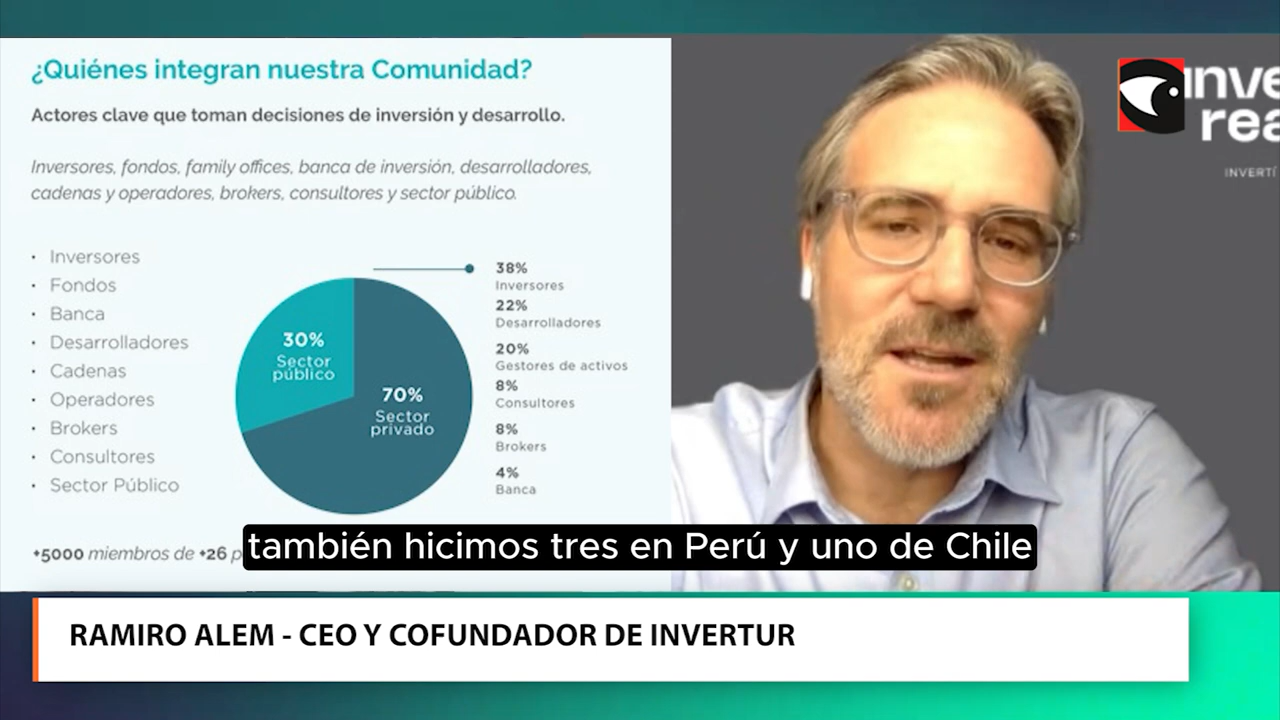 ¿Quiénes integran nuestra Comunidad?
Actores clave que toman decisiones de inversión y desarrollo.
Inversores, fondos, family offices, banca de inversión, desarrolladores,
cadenas y operadores, brokers, consultores y sector público.
· Inversores
· Fondos
· Banca
· Desarrolladores
· Cadenas
· Operadores
· Brokers
· Consultores
· Sector Público
30%
Sector
público
70%
Sector
privado
38%
Inversores
22%
Desarrolladores
20%
Gestores de activos
8%
Consultores
8%
Brokers
4%
Banca
+5000 miembros de +26
INVERTÍ
también hicimos tres en Perú y uno de Chile
RAMIRO ALEM - CEO Y COFUNDADOR DE INVERTUR